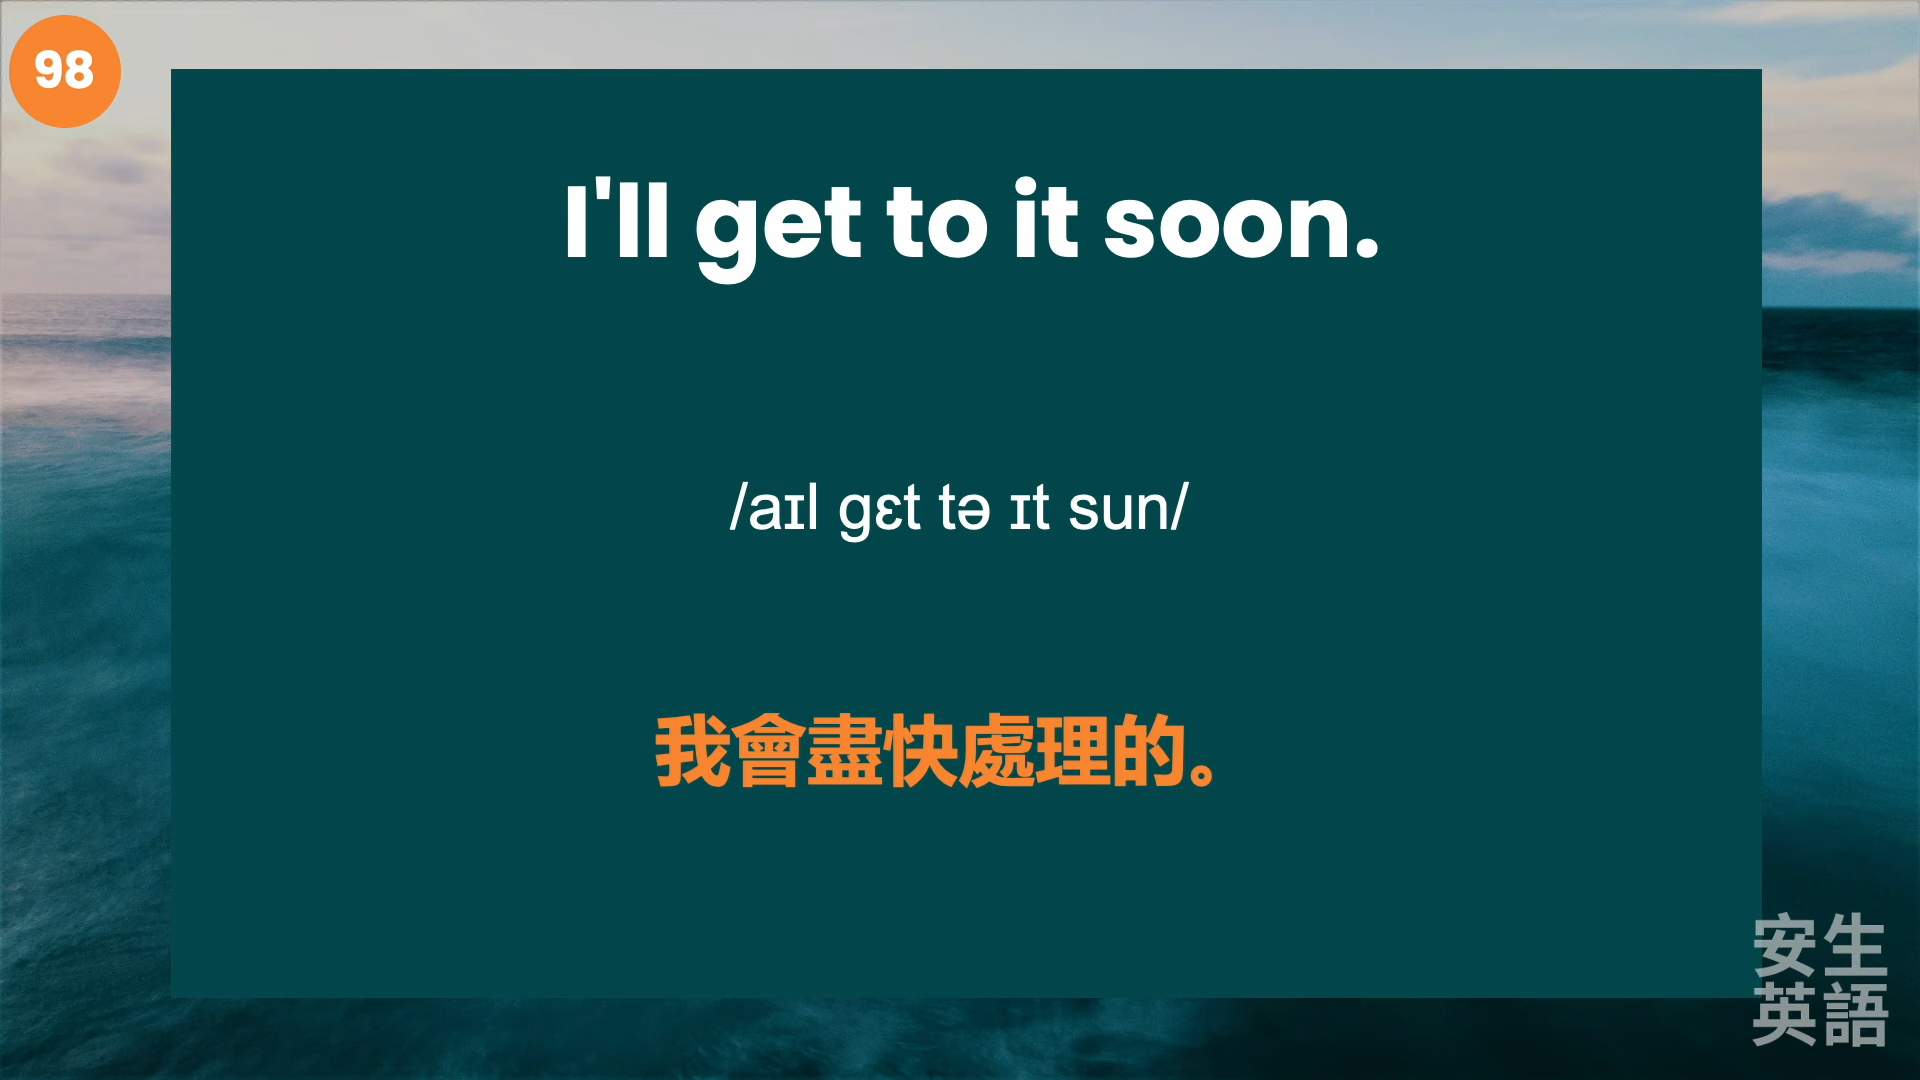 98
I'll get to it soon.
/aɪl gɛt tə ɪt sun/
我會盡快處理的。
安生
英語